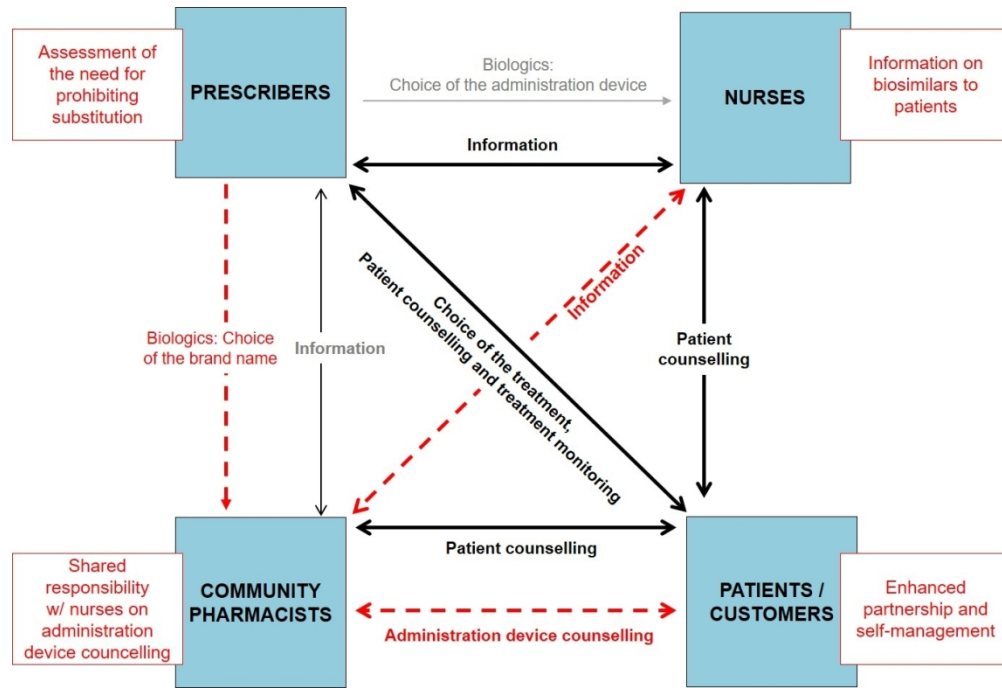 Assessment of
the need for
prohibiting
substitution
PRESCRIBERS
Biologics:
Choice of the administration device
NURSES
Information on
biosimilars to
patients
Information
Information
Choice of the treatment,
Patient counselling and treatment monitoring
Biologics: Choice
of the brand name
Information
Patient
counselling
Shared
responsibility
w/ nurses on
administration
device councelling
COMMUNITY
PHARMACISTS
Patient counselling
Administration device counselling
PATIENTS /
CUSTOMERS
Enhanced
partnership and
self-management